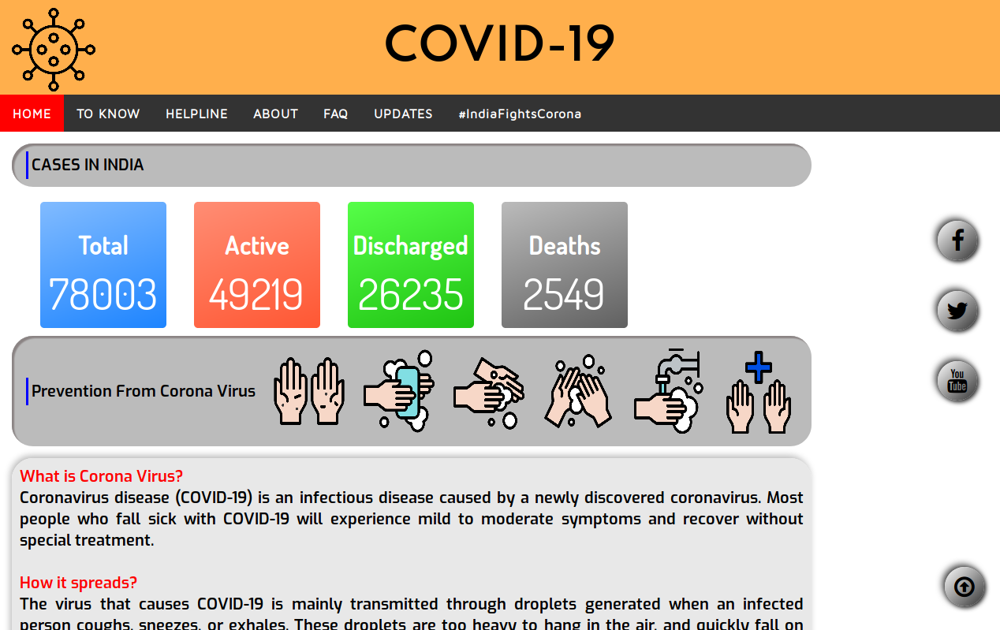 COVID-19
HOME TO KNOW HELPLINE ABOUT FAQ UPDATES #IndiaFightsCorona
CASES IN INDIA
Total Active Discharged Deaths
78003 49219 26235 2549
Prevention From Corona Virus
You
Tube
What is Corona Virus?
Coronavirus disease (COVID-19) is an infectious disease caused by a newly discovered coronavirus. Most
people who fall sick with COVID-19 will experience mild to moderate symptoms and recover without
special treatment.
How it spreads?
The virus that causes COVID-19 is mainly transmitted through droplets generated when an infected
person coughs, sneezes, or exhales. These droplets are too heavy to hang in the air, and quickly fall on